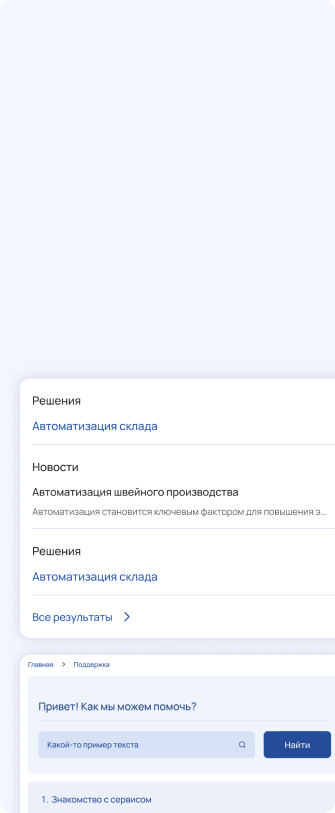 Решения
Автоматизация склада
Новости
Автоматизация швейного производства
Автоматизация становится ключевым фактором для повышения э...
Решения
Автоматизация склада
Все результаты
Главная > Поддержка
Привет! Как мы можем помочь?
Какой-то пример текста Найти
1. Знакомство с сервисом